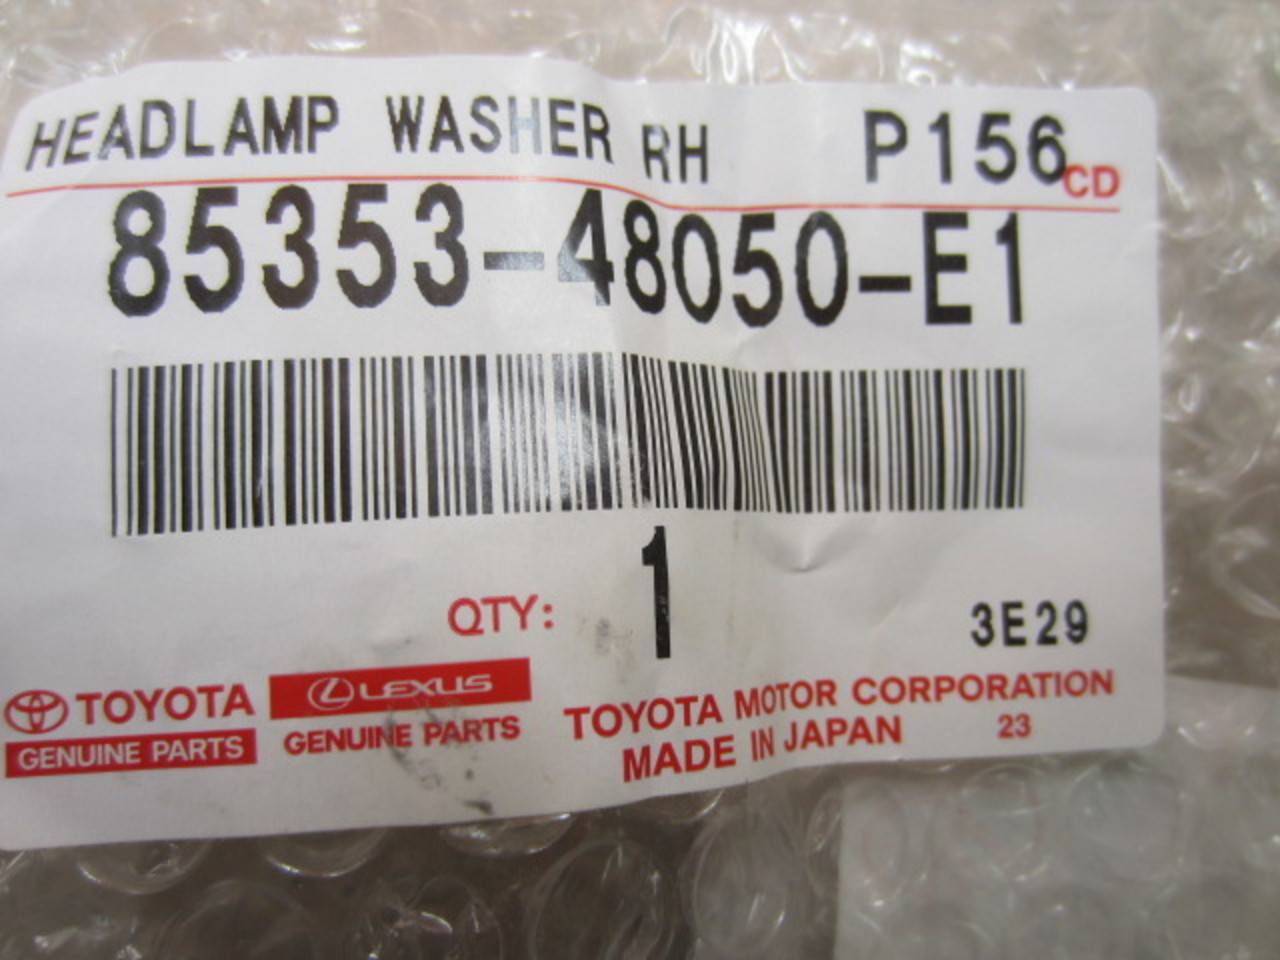 HEADLAMP WASHER RH P156 CD
85353-48050-E1
1
QTY:
3E29
TOYOTA
GENUINE PARTS
LEXUS
GENUINE PARTS
TOYOTA MOTOR CORPORATION
MADE IN JAPAN 23